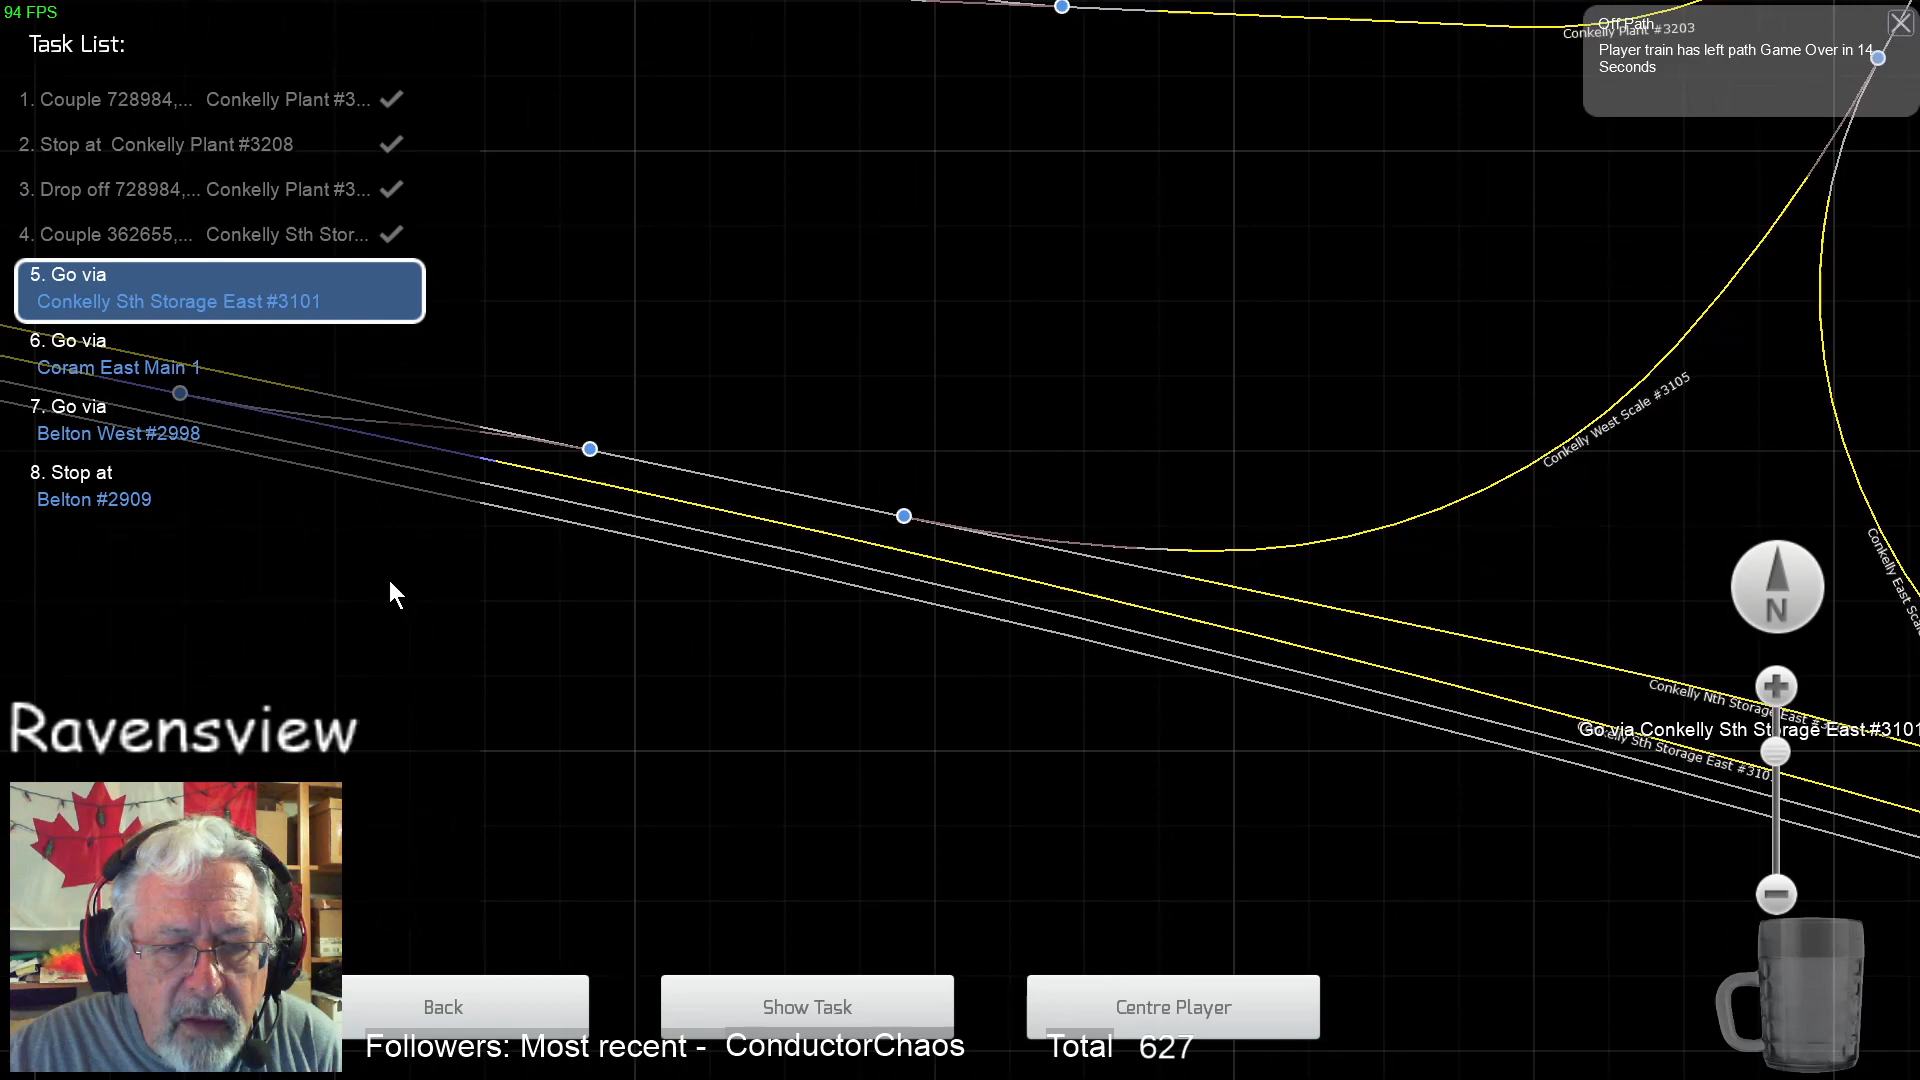 94 FPS
Task List:
1. Couple 728984,... Conkelly Plant #3...
2. Stop at Conkelly Plant #3208
3. Drop off 728984,... Conkelly Plant #3...
4. Couple 362655,... Conkelly Sth Stor...
5. Go via
Conkelly Sth Storage East #3101
6. Go via
Coram East Main 1
7. Go via
Belton West #2998
8. Stop at
Belton #2909
Off Path
Conkelly Plant #3203
Player train has left path Game Over in 14
Seconds
Conkelly West Scale #3105
Conkelly East Sca
N
Conkelly Nth Storage East
Go via Conkelly Sth Storage East #3101
Conkelly Sth Storage East #310
Ravensview
Back
Show Task
Centre Player
Followers: Most recent - ConductorChaos
Total 627